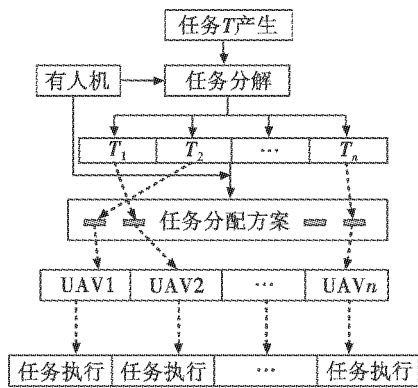 任务T产生
有人机 任务分解
T1 T2 … Tn
任务分配方案
UAV1 UAV2 … UAVn
任务执行 任务执行 … 任务执行